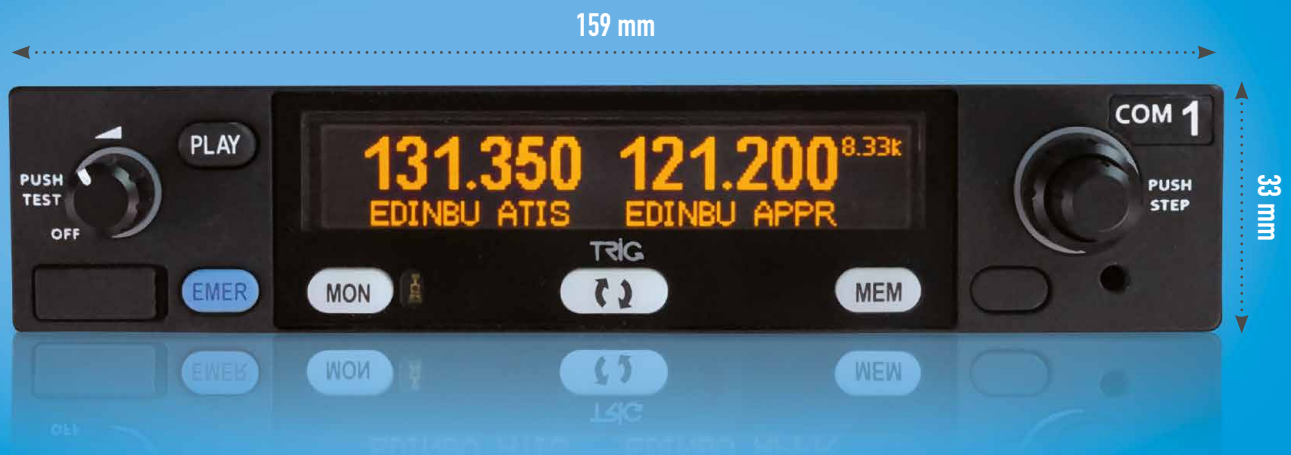 159 mm
33 mm
COM 1
PLAY
PUSH
TEST
OFF
131.350 121.200 8.33k
EDINBU ATIS EDINBU APPR
PUSH
STEP
TRIG
EMER
MON
MEM